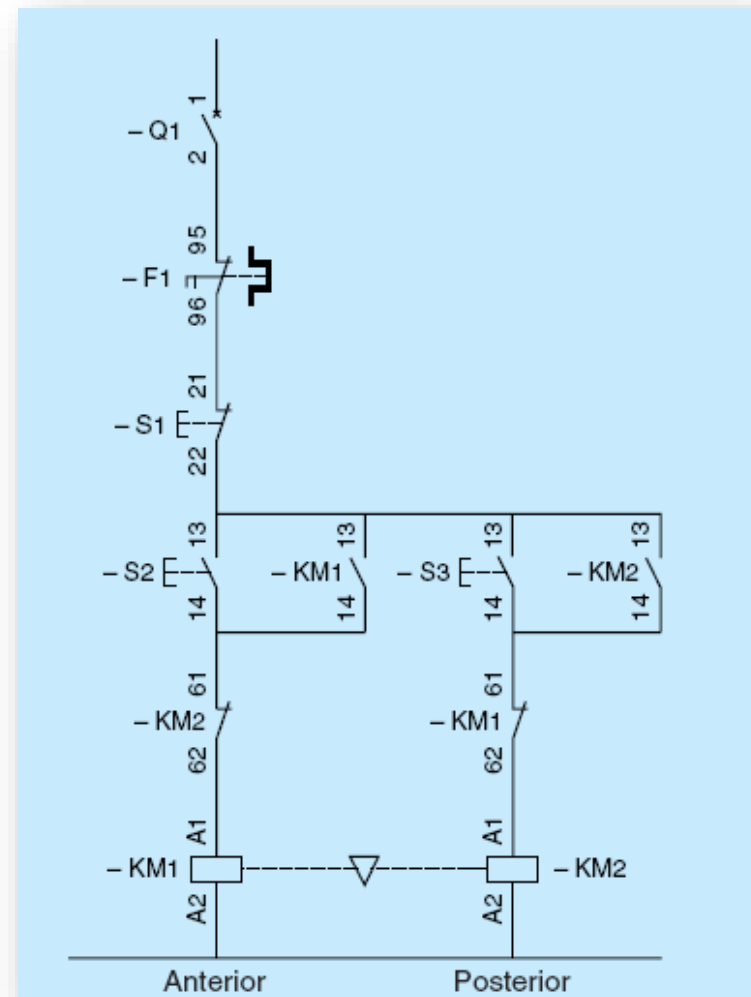 1
– Q1
2
95
– F1
96
21
– S1
22
13 13 13 13
– S2 – KM1 – S3 – KM2
14 14 14 14
61 61
– KM2 – KM1
62 62
A1 A1
– KM1 – KM2
A2 A2
Anterior Posterior